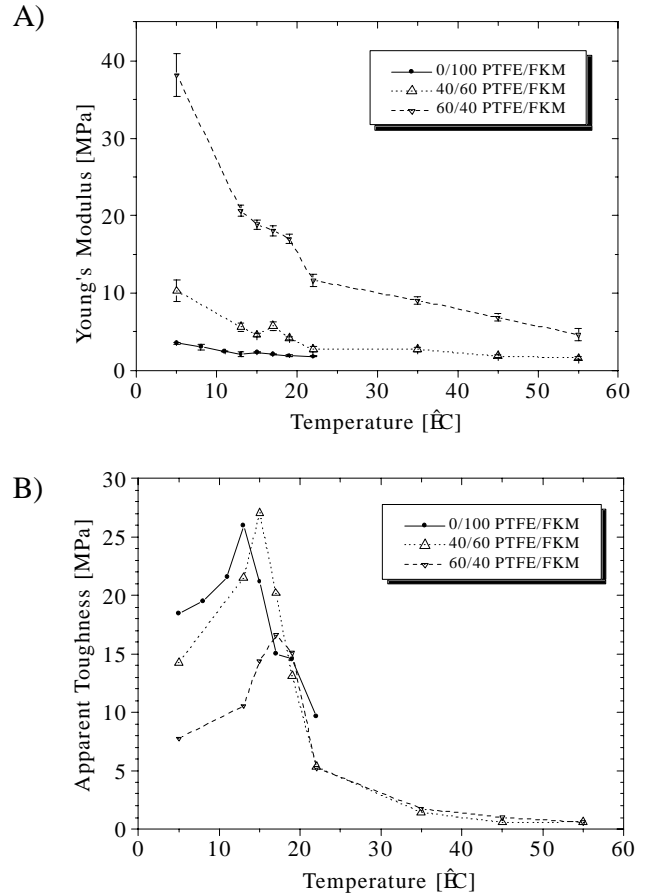 A)
0/100 PTFE/FKM
40/60 PTFE/FKM
60/40 PTFE/FKM
Young's Modulus [MPa]
40
30
20
10
0
0 10 20 30 40 50 60
Temperature [ÊC]
B)
0/100 PTFE/FKM
40/60 PTFE/FKM
60/40 PTFE/FKM
Apparent Toughness [MPa]
30
25
20
15
10
5
0
0 10 20 30 40 50 60
Temperature [ÊC]